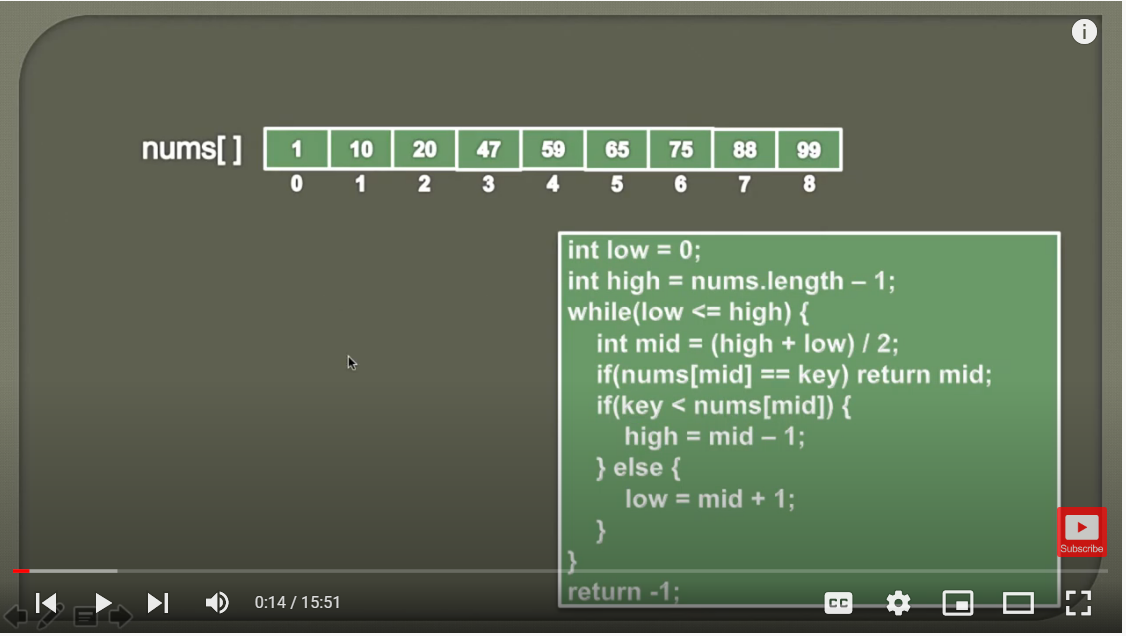 nums[ ] 1 10 20 47 59 65 75 88 99
0 1 2 3 4 5 6 7 8
int low = 0;
int high = nums.length – 1;
while(low <= high) {
int mid = (high + low) / 2;
if(nums[mid] == key) return mid;
if(key < nums[mid]) {
high = mid – 1;
} else {
low = mid + 1;
}
}
return -1;
Subscribe
0:14 / 15:51
CC
i